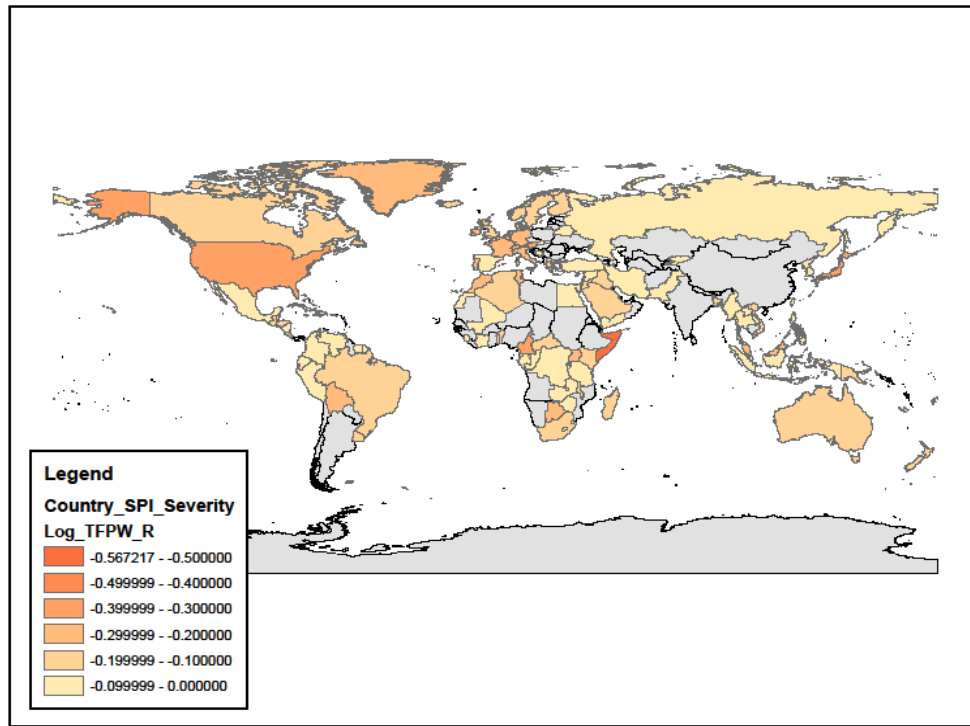 Legend
Country_SPI_Severity
Log_TFPW_R
-0.567217 - -0.500000
-0.499999 - -0.400000
-0.399999 - -0.300000
-0.299999 - -0.200000
-0.199999 - -0.100000
-0.099999 - 0.000000